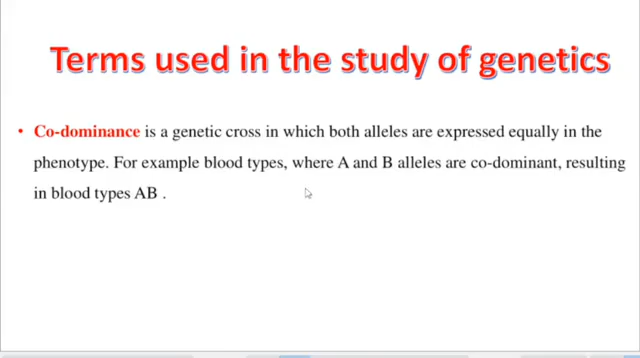 Terms used in the study of genetics
• Co-dominance is a genetic cross in which both alleles are expressed equally in the
phenotype. For example blood types, where A and B alleles are co-dominant, resulting
in blood types AB .